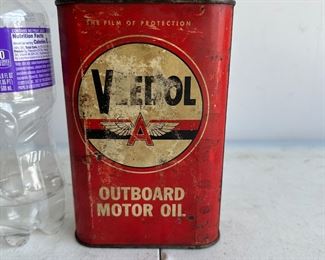 Nutrition Facts
THE FILM OF PROTECTION
VEEDOL
A
OUTBOARD
MOTOR OIL